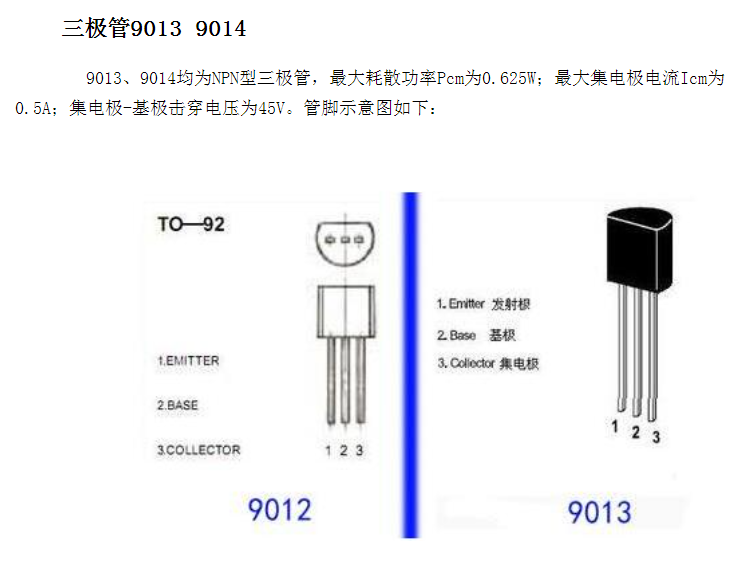 三极管9013 9014
9013、9014均为NPN型三极管，最大耗散功率Pcm为0.625W；最大集电极电流Icm为
0.5A；集电极-基极击穿电压为45V。管脚示意图如下：
TO—92
1.EMITTER
2.BASE
3.COLLECTOR
1 2 3
9012
1. Emitter 发射极
2. Base 基极
3. Collector 集电极
1 2 3
9013